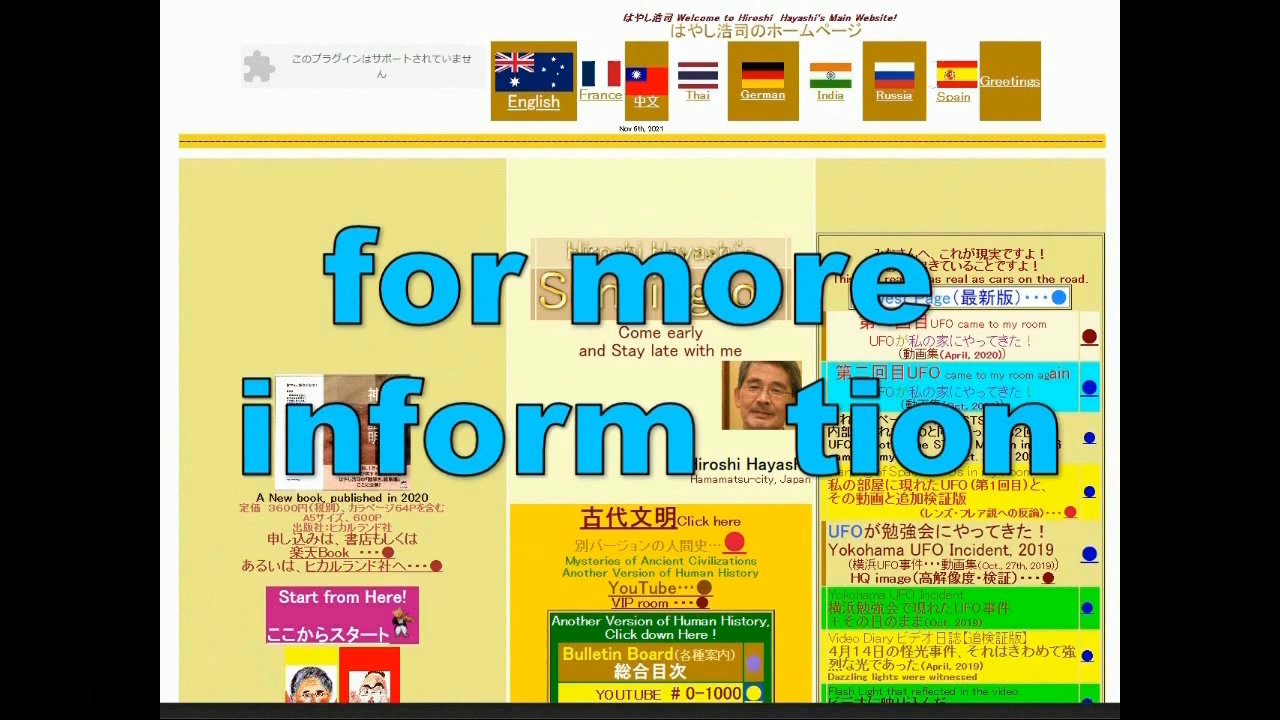 はやし浩司 Welcome to Hiroshi Hayashi's Main Website!
はやし浩司のホームページ
このプラグインはサポートされていません
English
France
中文
Thai
German
India
Russia
Spain
Greetings
Nov 6th, 2021
for more
information
Hiroshi Hayashi's
Come early
and Stay late with me
Hiroshi Hayashi
Hamamatsu-city, Japan
A New book, published in 2020
定価 3600円(税別)、カラページ64Pを含む
A5サイズ、600P
出版社:ヒカルランド社
申し込みは、書店もしくは
楽天Book ・・・●
あるいは、ヒカルランド社へ・・・●
Start from Here!
ここからスタート
古代文明Click here
別バージョンの人間史…●
Mysteries of Ancient Civilizations
Another Version of Human History
YouTube・・・●
VIP room ・・・●
Another Version of Human History,
Click down Here !
Bulletin Board(各種案内)
総合目次
YOUTUBE #0-1000
みなさんへ、これが現実ですよ!
きていることですよ!
as real as cars on the road.
Page(最新版)・・・●
UFO came to my room
UFOが私の家にやってきた!
(動画集(April, 2020))
第二回目UFO came to my room again
UFOが私の家にやってきた!
私の部屋に現れたUFO(第1回目)と、
その動画と追加検証版
(レンズ・フレア説への反論)・・・●
UFOが勉強会にやってきた!
Yokohama UFO Incident, 2019
(横浜UFO事件・・・動画集(Oct., 27th, 2019))
HQ image(高解像度・検証)・・・●
Yokohama UFO Incident
横浜勉強会で現れたUFO事件
+その日のまま(Oct. 2019)
Video Diary ビデオ日誌【追検証版】
4月14日の怪光事件、それはきわめて強
烈な光であった(April, 2019)
Dazzling lights were witnessed
Flash Light that reflected in the video